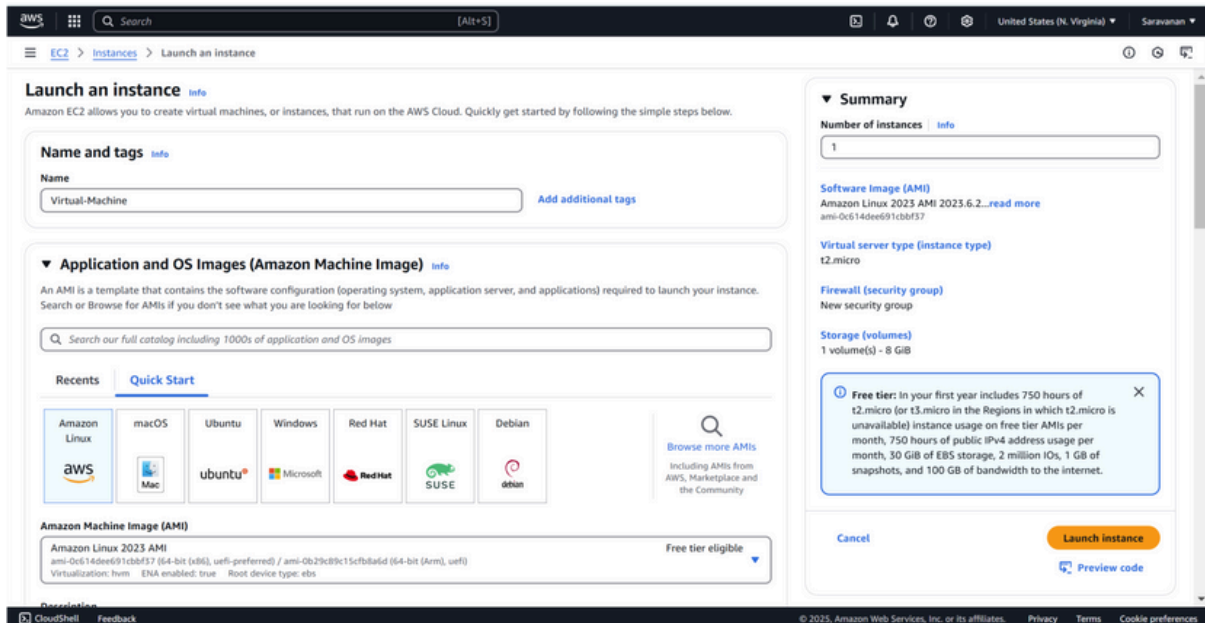 aws
Search
[Alt+S]
United States (N. Virginia)
Saravanan
EC2 > Instances > Launch an instance
Launch an instance Info
Amazon EC2 allows you to create virtual machines, or instances, that run on the AWS Cloud. Quickly get started by following the simple steps below.
Name and tags Info
Name
Virtual-Machine
Add additional tags
Application and OS Images (Amazon Machine Image) Info
An AMI is a template that contains the software configuration (operating system, application server, and applications) required to launch your instance.
Search or Browse for AMIs if you don't see what you are looking for below
Search our full catalog including 1000s of application and OS images
Recents
Quick Start
Amazon
Linux
aws
macOS
Mac
Ubuntu
ubuntu
Windows
Microsoft
Red Hat
RedHat
SUSE Linux
SUSE
Debian
debian
Browse more AMIs
Including AMIs from
AWS, Marketplace and
the Community
Amazon Machine Image (AMI)
Amazon Linux 2023 AMI
Free tier eligible
ami-0c614dee691cbbf37 (64-bit (x86), uefi-preferred) / ami-0b29c89c15cfb8a6d (64-bit (Arm), uefi)
Virtualization: hvm ENA enabled: true Root device type: ebs
Description
Summary
Number of instances Info
1
Software Image (AMI)
Amazon Linux 2023 AMI 2023.6.2...read more
ami-0c614dee691cbbf37
Virtual server type (instance type)
t2.micro
Firewall (security group)
New security group
Storage (volumes)
1 volume(s) - 8 GiB
Free tier: In your first year includes 750 hours of
t2.micro (or t3.micro in the Regions in which t2.micro is
unavailable) instance usage on free tier AMIs per
month, 750 hours of public IPv4 address usage per
month, 30 GiB of EBS storage, 2 million IOs, 1 GB of
snapshots, and 100 GB of bandwidth to the internet.
Cancel
Launch instance
Preview code
CloudShell
Feedback
© 2025, Amazon Web Services, Inc. or its affiliates.
Privacy
Terms
Cookie preferences